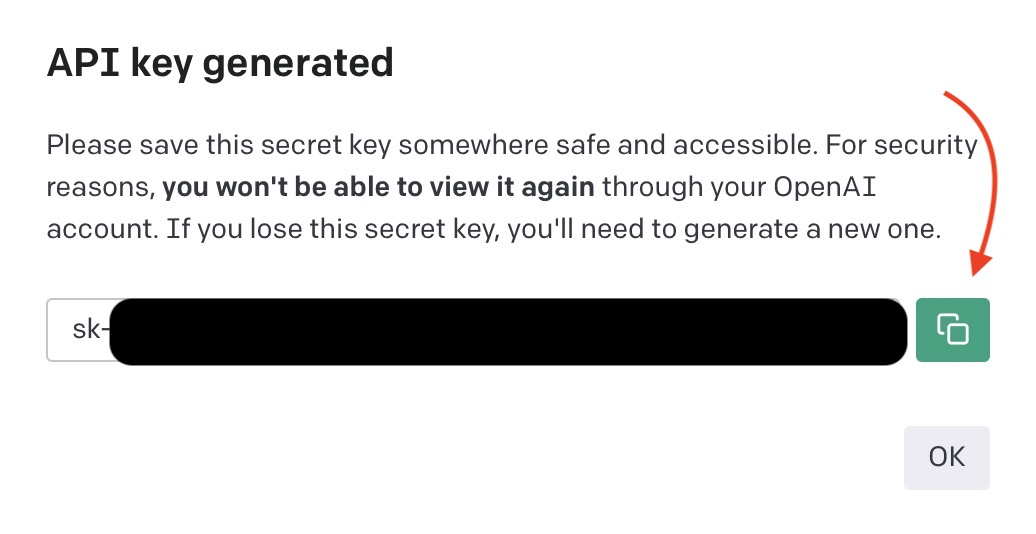 API key generated
Please save this secret key somewhere safe and accessible. For security
reasons, you won't be able to view it again through your OpenAI
account. If you lose this secret key, you'll need to generate a new one.
sk-
OK